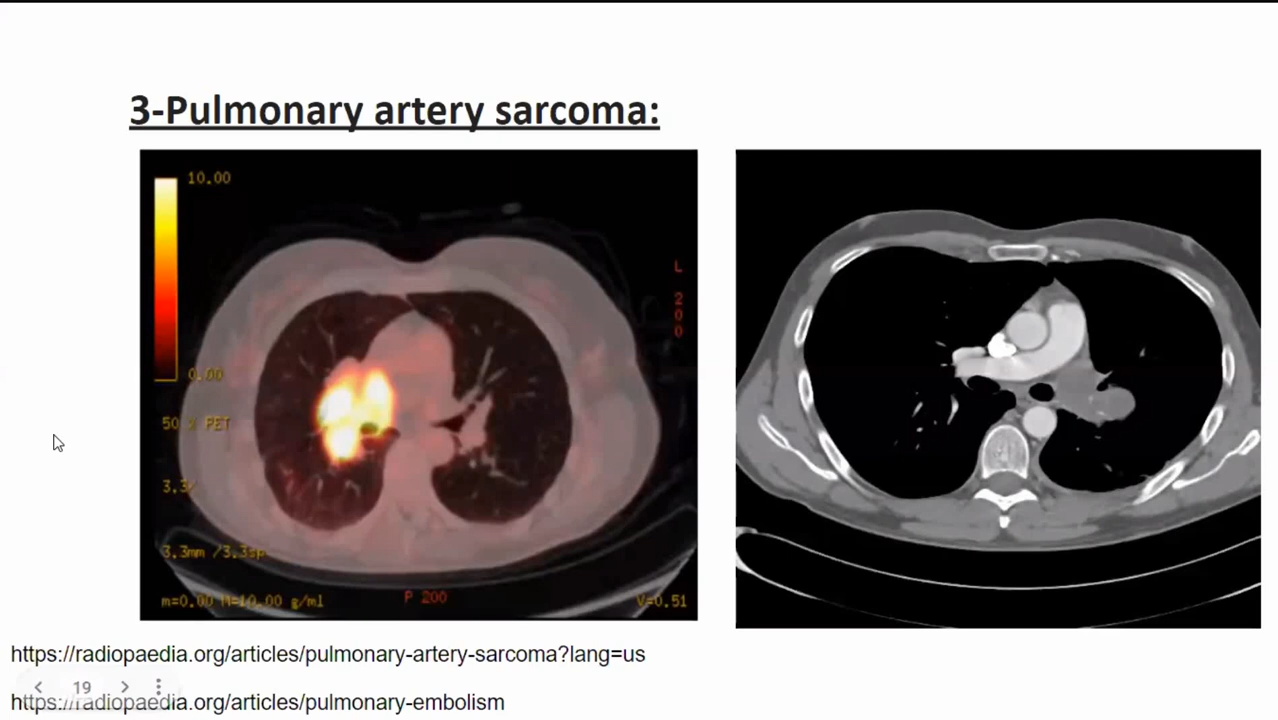 3-Pulmonary artery sarcoma:
10.00
L
2
0
0
0.00
50 % PET
3.3
3.3mm /3.3sp
m=0.00 M=10.00 g/ml
P 200
V=0.51
https://radiopaedia.org/articles/pulmonary-artery-sarcoma?lang=us
19
https://radiopaedia.org/articles/pulmonary-embolism